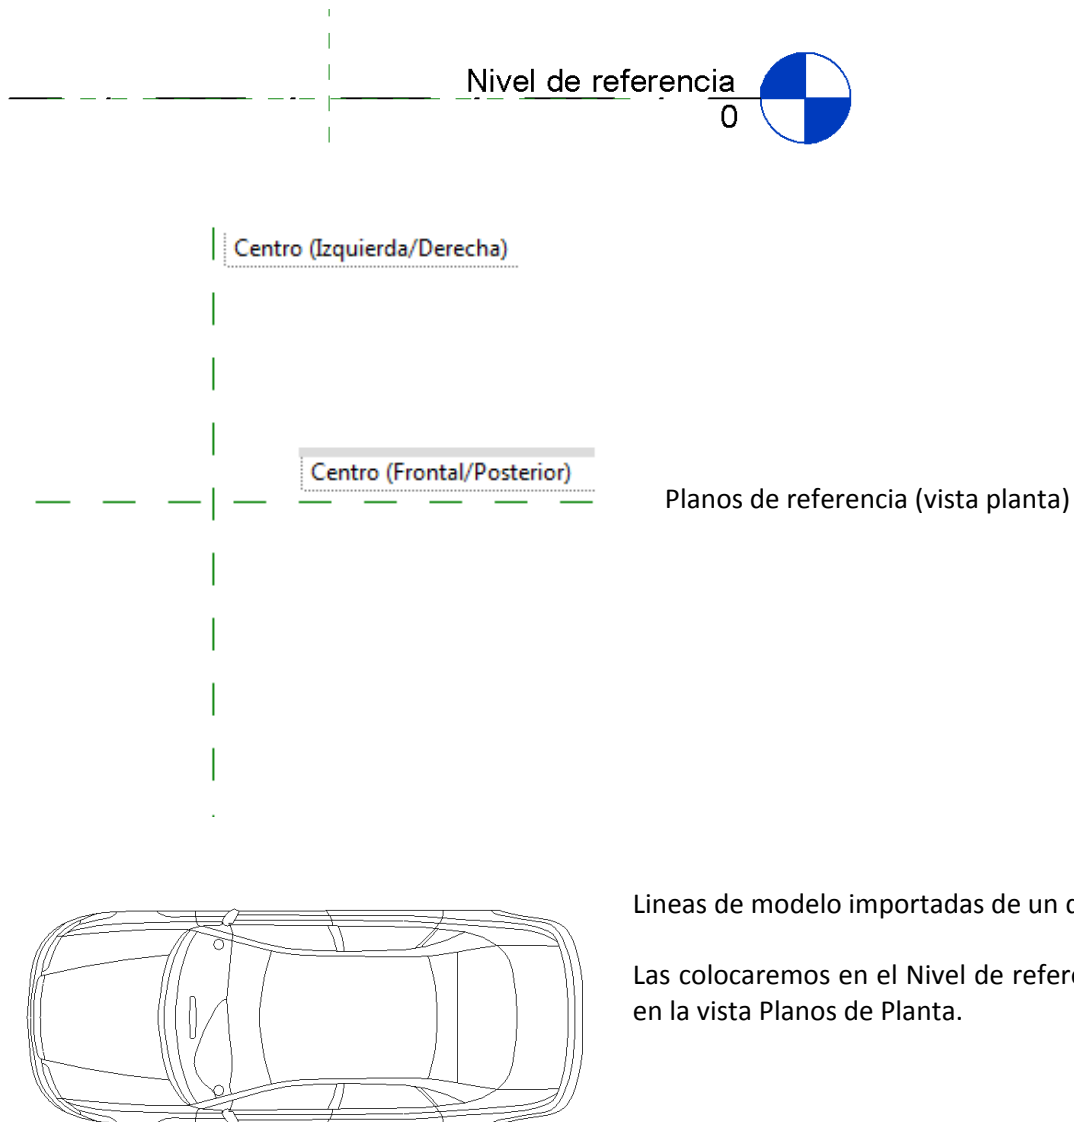 Nivel de referencia
0
Centro (Izquierda/Derecha)
Centro (Frontal/Posterior)
Planos de referencia (vista planta)
Lineas de modelo importadas de un
Las colocaremos en el Nivel de
en la vista Planos de Planta.